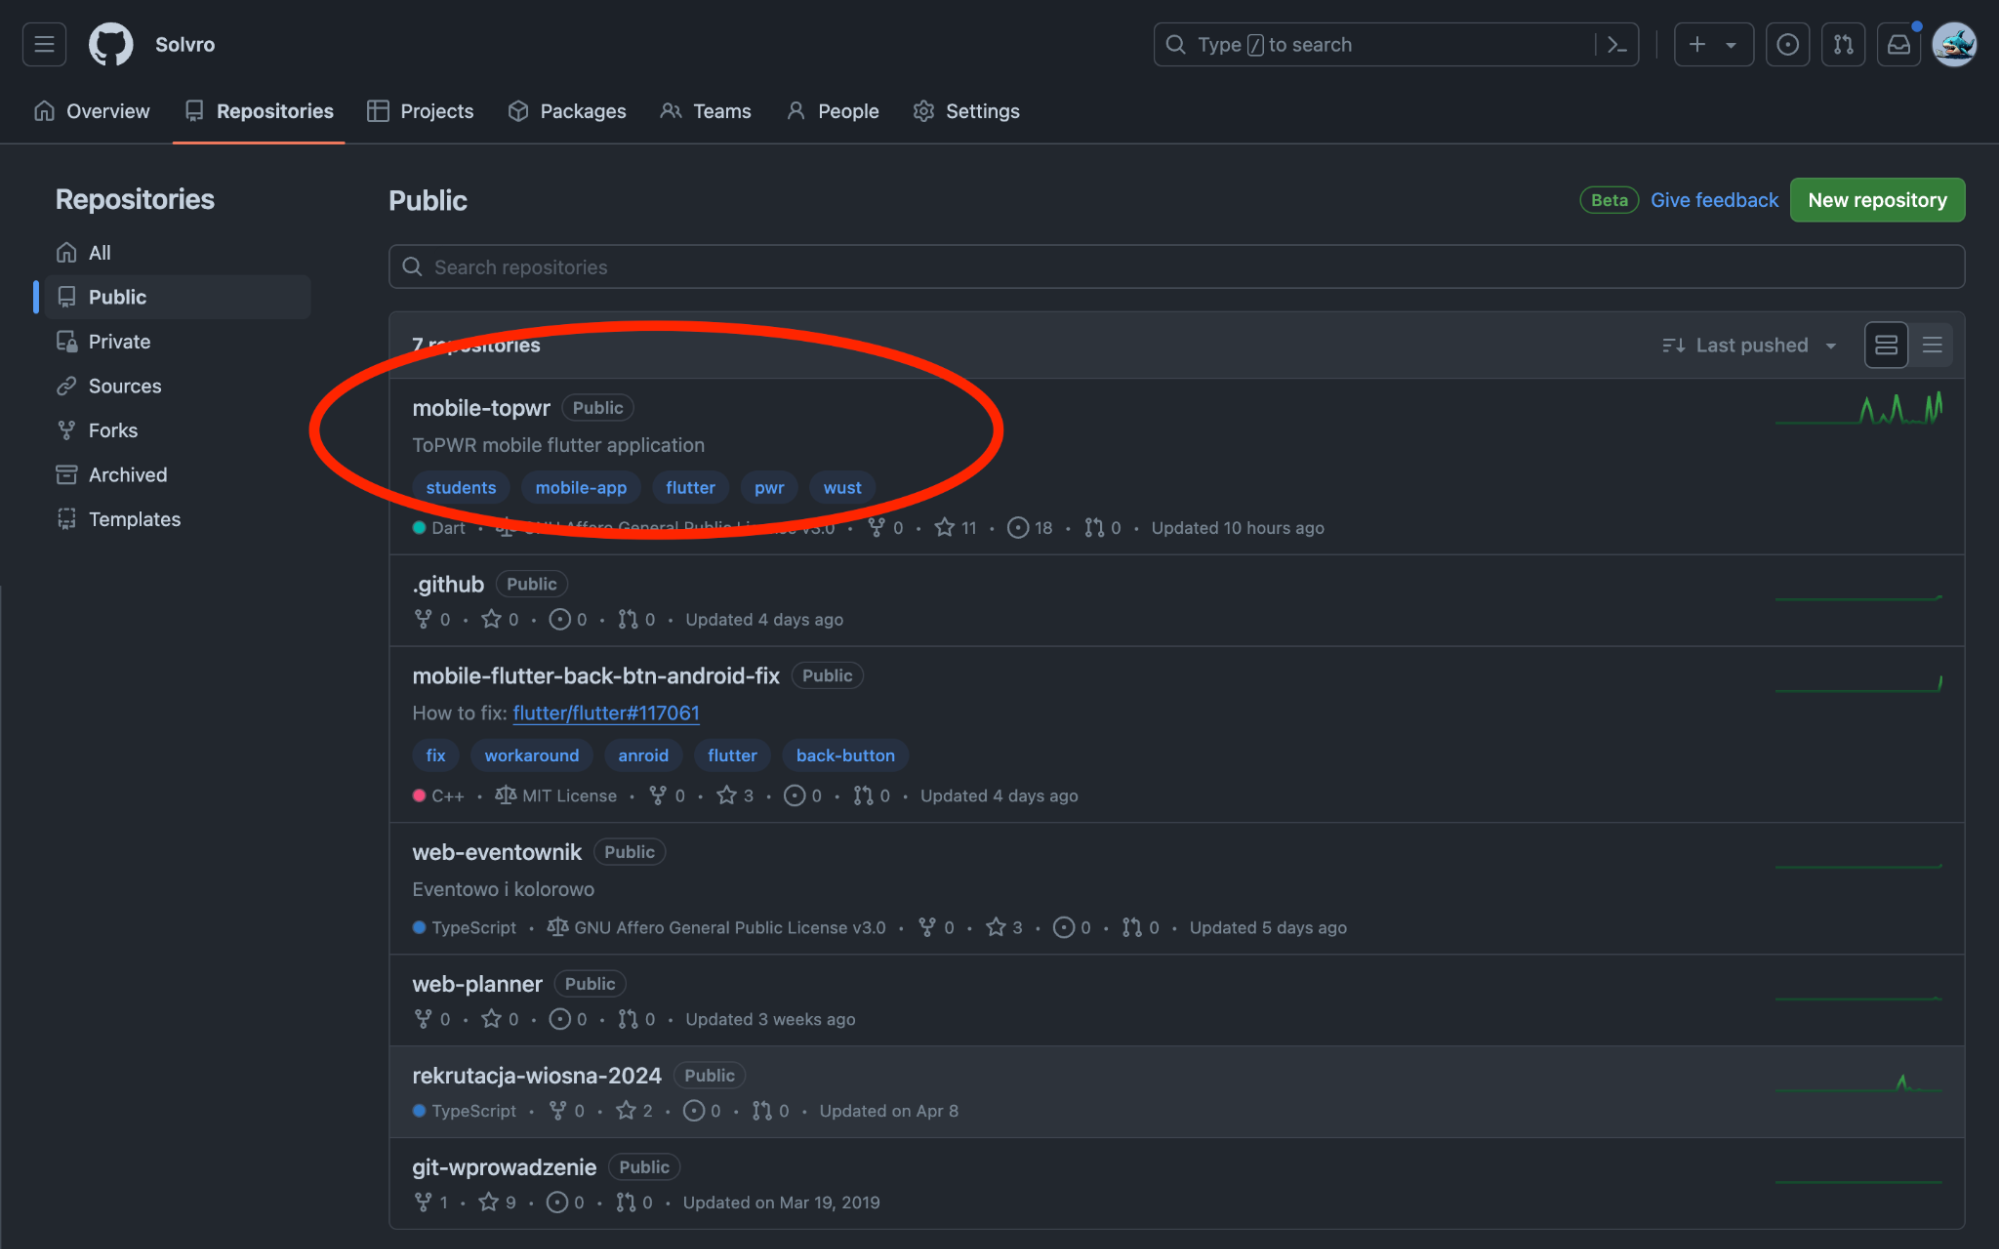 Solvro
Type / to search
Overview Repositories Projects Packages Teams People Settings
Repositories
All
Public
Private
Sources
Forks
Archived
Templates
Public
Beta Give feedback New repository
Search repositories
7 repositories Last pushed
mobile-topwr Public
ToPWR mobile flutter application
students mobile-app flutter pwr wust
Dart · GNU Affero General Public License v3.0 · 0 · 11 · 18 · 0 · Updated 10 hours ago
.github Public
0 · 0 · 0 · 0 · Updated 4 days ago
mobile-flutter-back-btn-android-fix Public
How to fix: flutter/flutter#117061
fix workaround anroid flutter back-button
C++ · MIT License · 0 · 3 · 0 · 0 · Updated 4 days ago
web-eventownik Public
Eventowo i kolorowo
TypeScript · GNU Affero General Public License v3.0 · 0 · 3 · 0 · 0 · Updated 5 days ago
web-planner Public
0 · 0 · 0 · 0 · Updated 3 weeks ago
rekrutacja-wiosna-2024 Public
TypeScript · 0 · 2 · 0 · 0 · Updated on Apr 8
git-wprowadzenie Public
1 · 9 · 0 · 0 · Updated on Mar 19, 2019